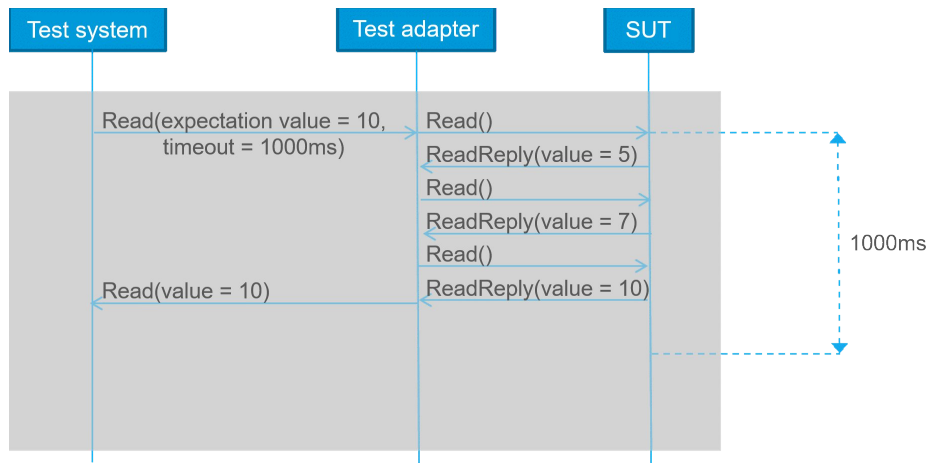 Test system
Test adapter
SUT
Read(expectation value = 10,
timeout = 1000ms)
Read()
ReadReply(value = 5)
Read()
ReadReply(value = 7)
1000ms
Read()
Read(value = 10)
ReadReply(value = 10)